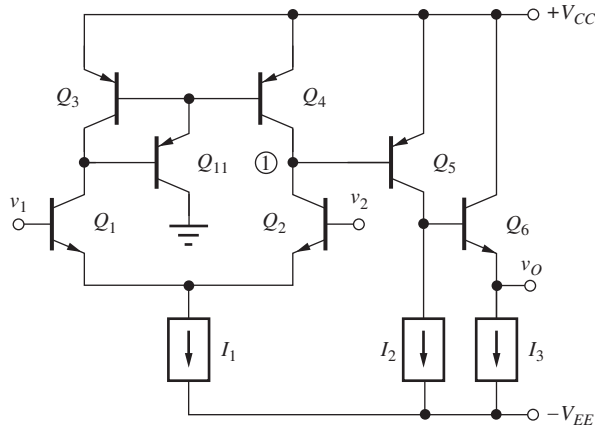 +V_CC
Q_3
Q_4
Q_11
①
Q_5
v_1
Q_1
Q_2
v_2
Q_6
v_O
I_1
I_2
I_3
−V_EE